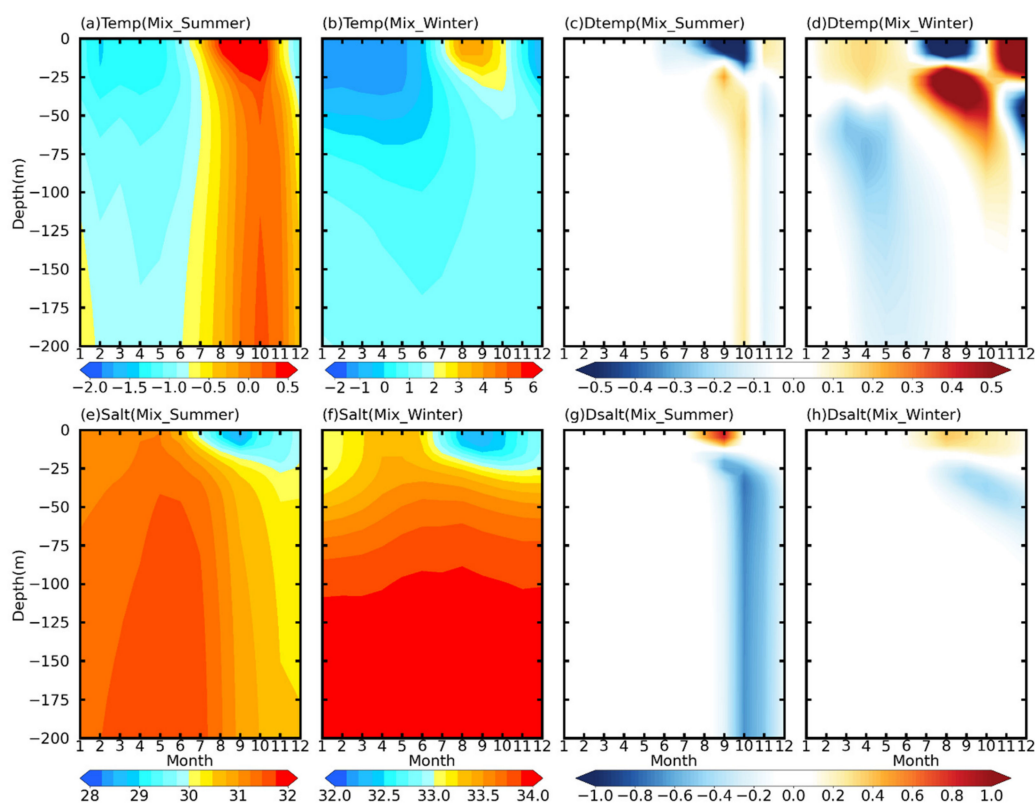 (a)Temp(Mix_Summer) (b)Temp(Mix_Winter) (c)Dtemp(Mix_Summer) (d)Dtemp(Mix_Winter)
0
−25
−50
−75
−100
−125
−150
−175
−200
Depth(m)
1 2 3 4 5 6 7 8 9 10 11 12 1 2 3 4 5 6 7 8 9 10 11 12 1 2 3 4 5 6 7 8 9 10 11 12 1 2 3 4 5 6 7 8 9 10 11 12
−2.0 −1.5 −1.0 −0.5 0.0 0.5 −2 −1 0 1 2 3 4 5 6 −0.5 −0.4 −0.3 −0.2 −0.1 0.0 0.1 0.2 0.3 0.4 0.5
(e)Salt(Mix_Summer) (f)Salt(Mix_Winter) (g)Dsalt(Mix_Summer) (h)Dsalt(Mix_Winter)
0
−25
−50
−75
−100
−125
−150
−175
−200
Depth(m)
1 2 3 4 5 6 7 8 9 10 11 12 1 2 3 4 5 6 7 8 9 10 11 12 1 2 3 4 5 6 7 8 9 10 11 12 1 2 3 4 5 6 7 8 9 10 11 12
Month Month Month Month
28 29 30 31 32 32.0 32.5 33.0 33.5 34.0 −1.0 −0.8 −0.6 −0.4 −0.2 0.0 0.2 0.4 0.6 0.8 1.0